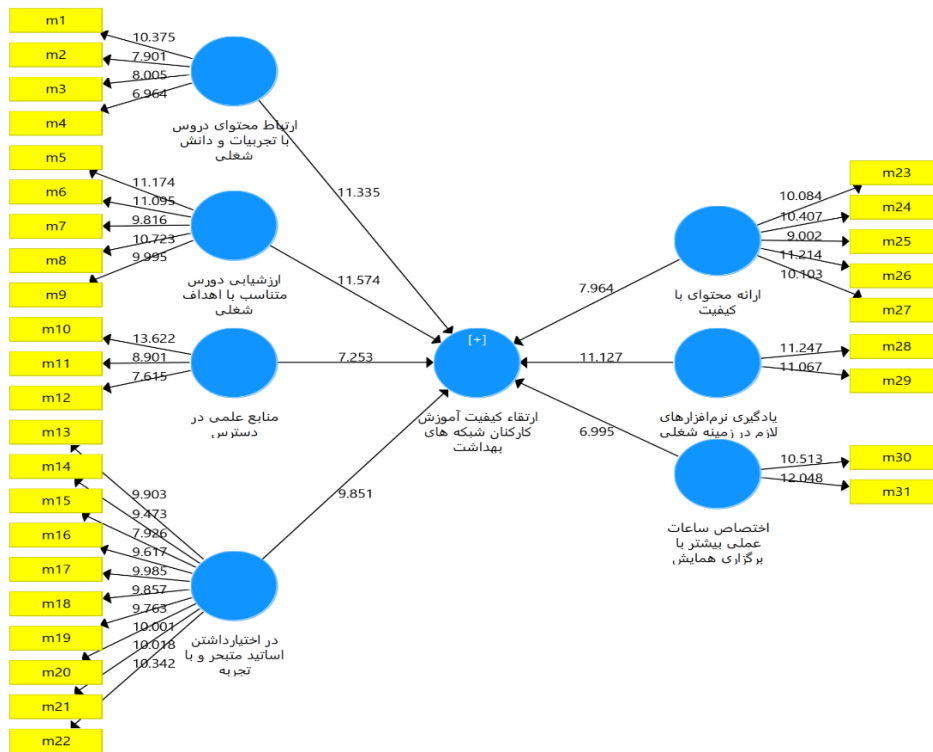 m1
m2
m3
m4
10.375
7.901
8.005
6.964
ارتباط محتوای دروس
با تجربیات و دانش
شغلی
11.335
m5
m6
m7
m8
m9
11.174
11.095
9.816
10.723
9.995
ارزشیابی دورس
متناسب با اهداف
شغلی
11.574
m10
m11
m12
13.622
8.901
7.615
منابع علمی در
دسترس
7.253
m13
m14
m15
m16
m17
m18
m19
m20
m21
m22
9.903
9.473
7.926
9.617
9.985
9.857
9.763
10.001
10.018
10.342
در اختیارداشتن
اساتید متبحر و با
تجربه
9.851
[+]
ارتقاء کیفیت آموزش
کارکنان شبکه های
بهداشت
m23
m24
m25
m26
m27
10.084
10.407
9.002
11.214
10.103
ارائه محتوای با
کیفیت
7.964
m28
m29
11.247
11.067
یادگیری نرم‌افزارهای
لازم در زمینه شغلی
11.127
m30
m31
10.513
12.048
اختصاص ساعات
عملی بیشتر با
برگزاری همایش
6.995